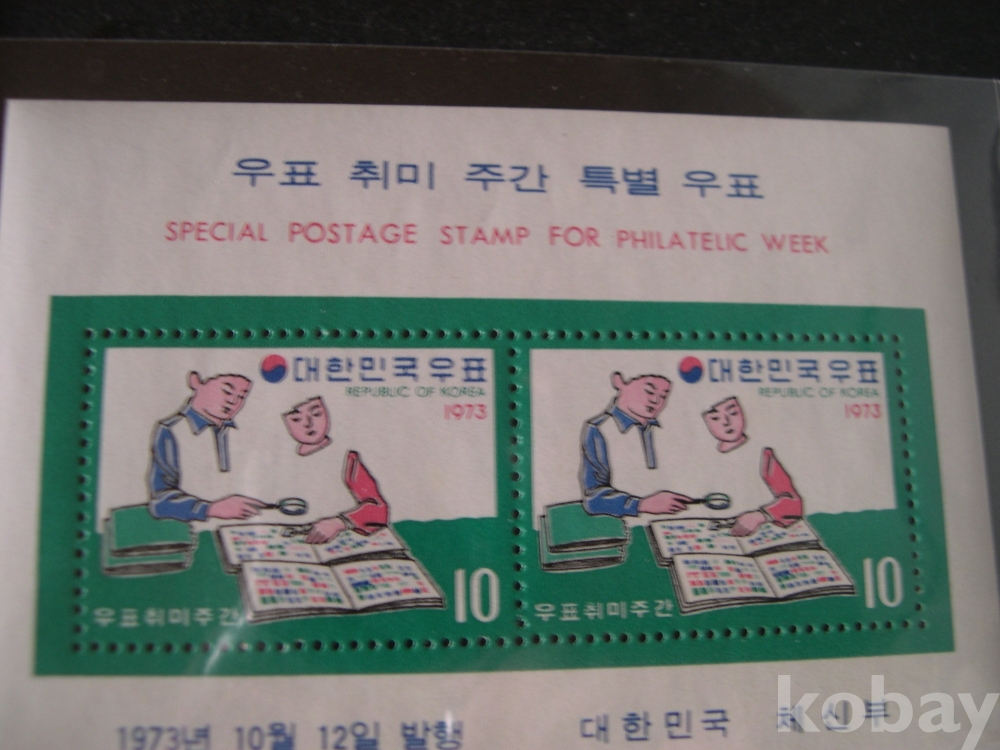 우표 취미 주간 특별 우표
SPECIAL POSTAGE STAMP FOR PHILATELIC WEEK
대한민국우표
REPUBLIC OF KOREA
1973
10
우표취미주간
대한민국우표
REPUBLIC OF KOREA
1973
10
우표취미주간
1973년 10월 12일 발행
대한민국 체신부
kobay